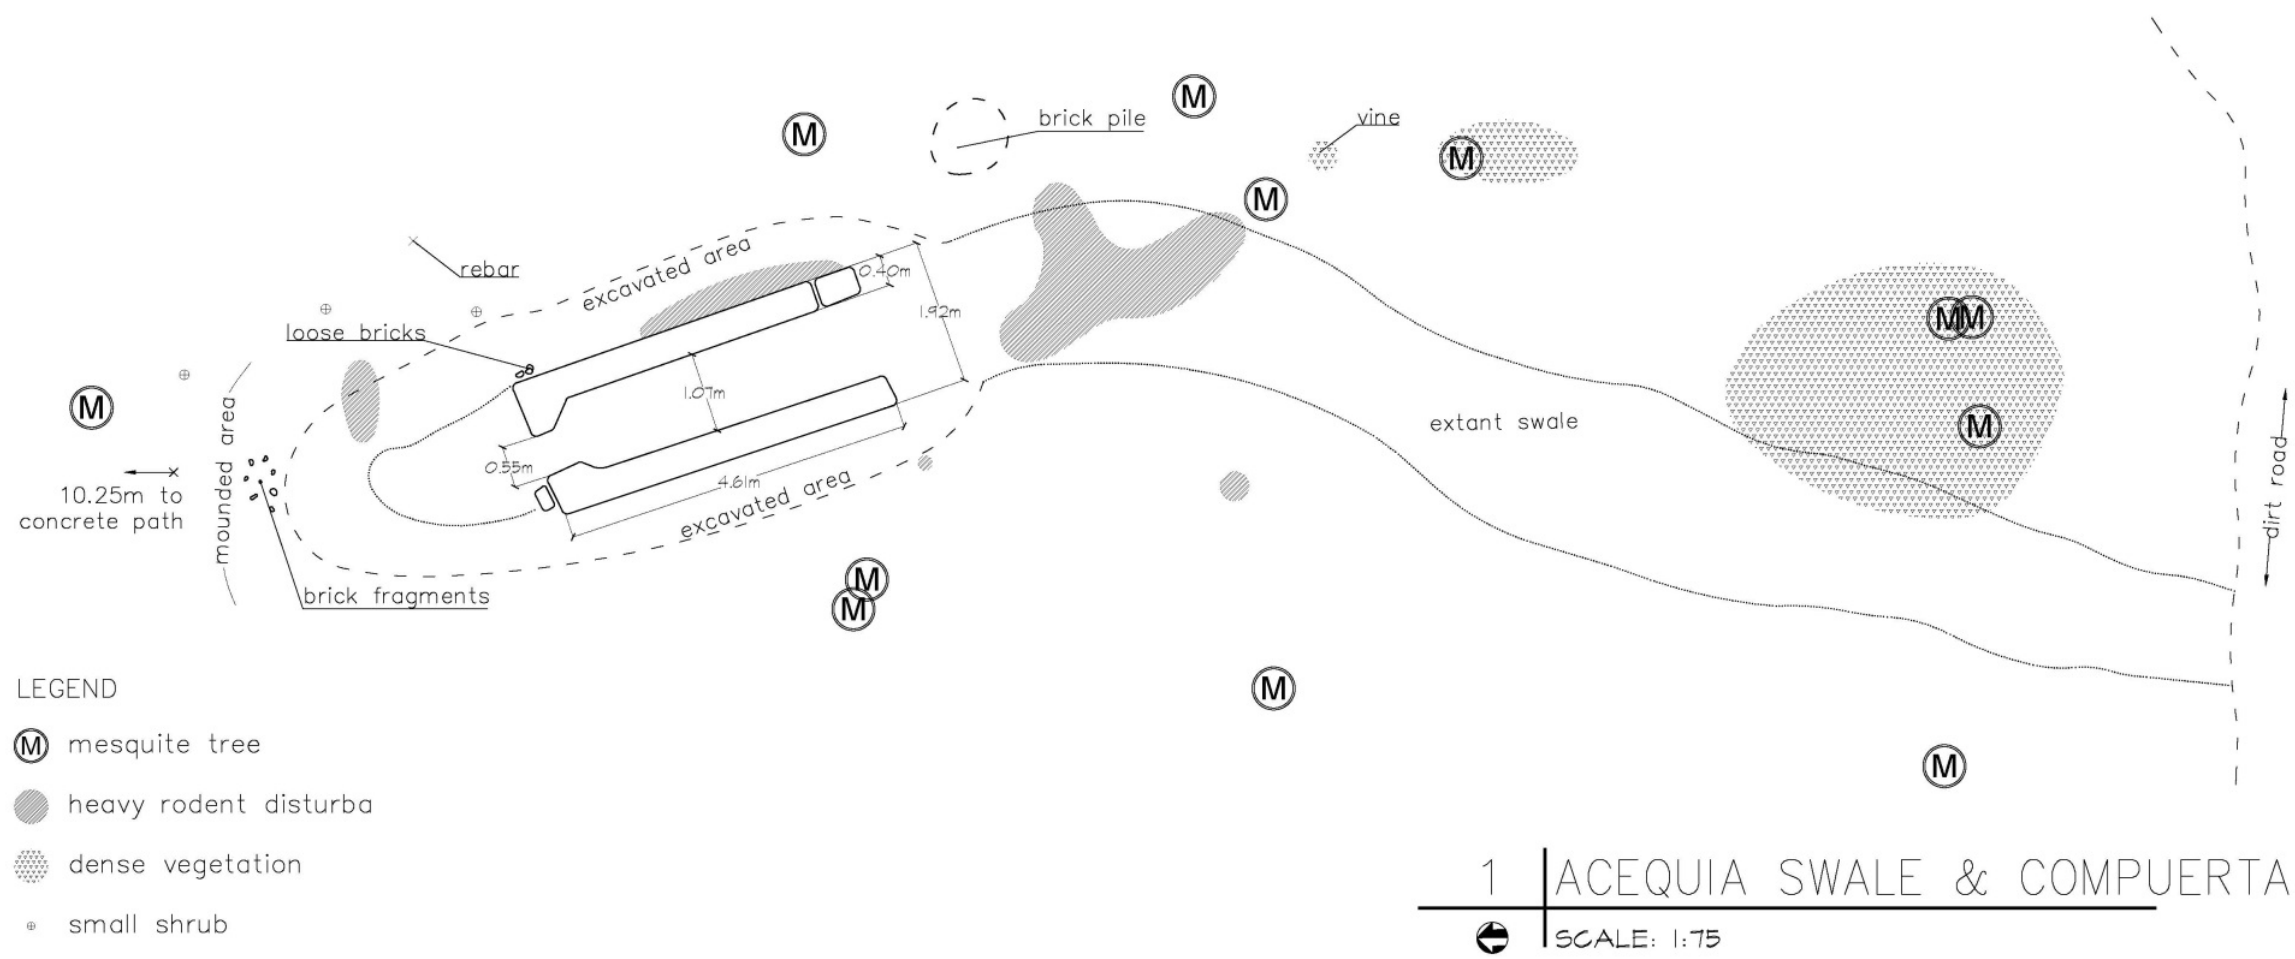 M
M
brick pile
vine
M
M
excavated area
rebar
0.40m
1.92m
loose bricks
M M
M
1.07m
mounded area
extant swale
M
0.55m
4.61m
10.25m to
concrete path
excavated area
dirt road
brick fragments
M
M
M
M
LEGEND
M mesquite tree
heavy rodent disturba
dense vegetation
small shrub
1 ACEQUIA SWALE & COMPUERTA
SCALE: 1:75